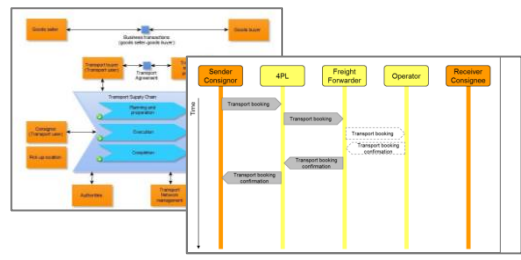 Goods seller
Goods buyer
Business transactions
(goods seller-goods buyer)
Transport buyer
(Transport user)
Transport
Agreement
Transport Supply Chain
Planning and
preparation
Consignor
(Transport user)
Execution
Pick-up location
Completion
Authorities
Transport
Network
management
Sender
Consignor
4PL
Freight
Forwarder
Operator
Receiver
Consignee
Time
Transport booking
Transport booking
Transport booking
Transport booking
confirmation
Transport booking
confirmation
Transport booking
confirmation